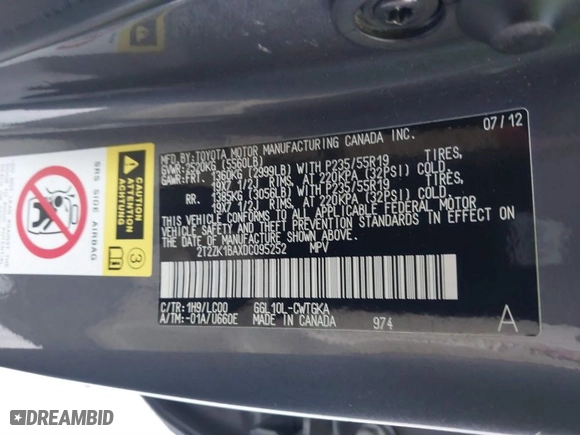 07/12
MFD.BY:TOYOTA MOTOR MANUFACTURING CANADA INC.
GVWR:2520KG (5560LB)
GAWR:FRT. 1360KG (2999LB) WITH P235/55R19 TIRES,
19X7 1/2J RIMS, AT 220KPA (32PSI) COLD
RR. 1385KG (3050LB) WITH P235/55R19 TIRES,
19X7 1/2J RIMS, AT 220KPA (32PSI) COLD.
THIS VEHICLE CONFORMS TO ALL APPLICABLE FEDERAL MOTOR
VEHICLE SAFETY AND THEFT PREVENTION STANDARDS IN EFFECT ON
THE DATE OF MANUFACTURE SHOWN ABOVE.
2T2ZK1BAXDC095252 MPV
C/TR:1H9/LC00 GGL10L-CWTGKA
A/TM:-01A/U660E MADE IN CANADA 974 A
CAUTION
ATTENTION
3
SRS SIDE AIRBAG
DREAMBID